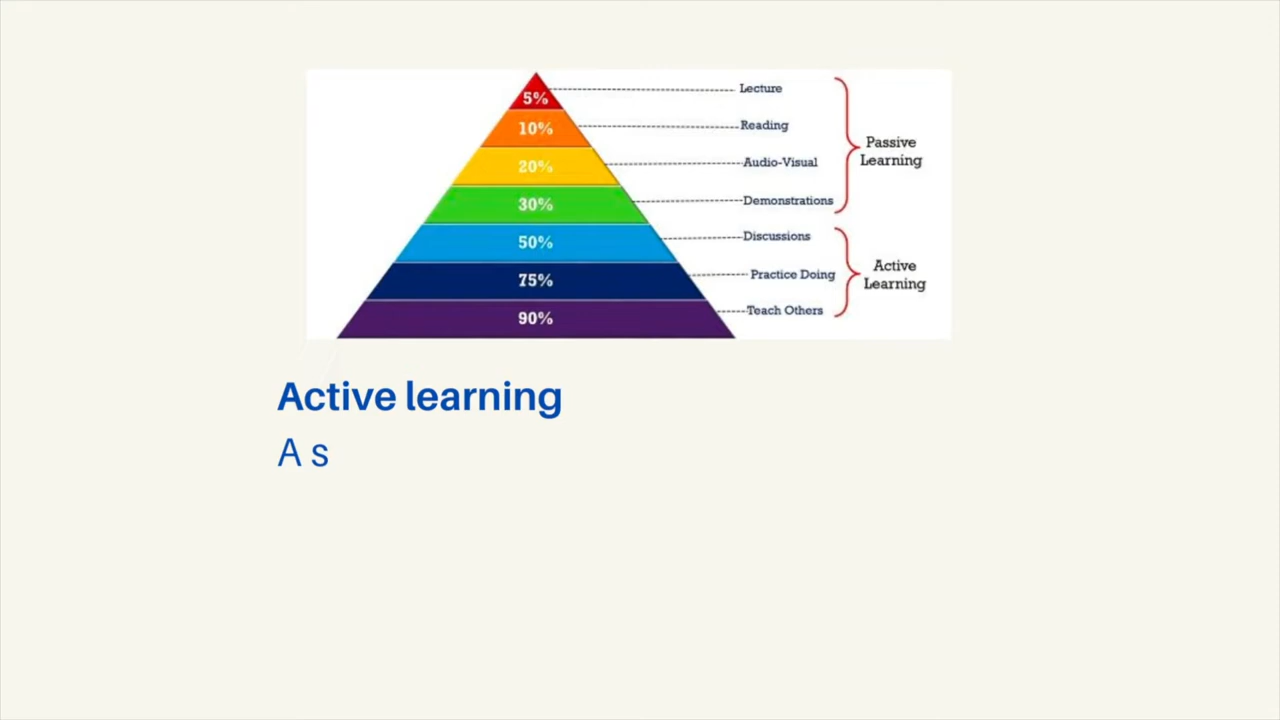 5%
Lecture
10%
Reading
20%
Audio-Visual
30%
Demonstrations
Passive
Learning
50%
Discussions
75%
Practice Doing
90%
Teach Others
Active
Learning
Active learning
A s